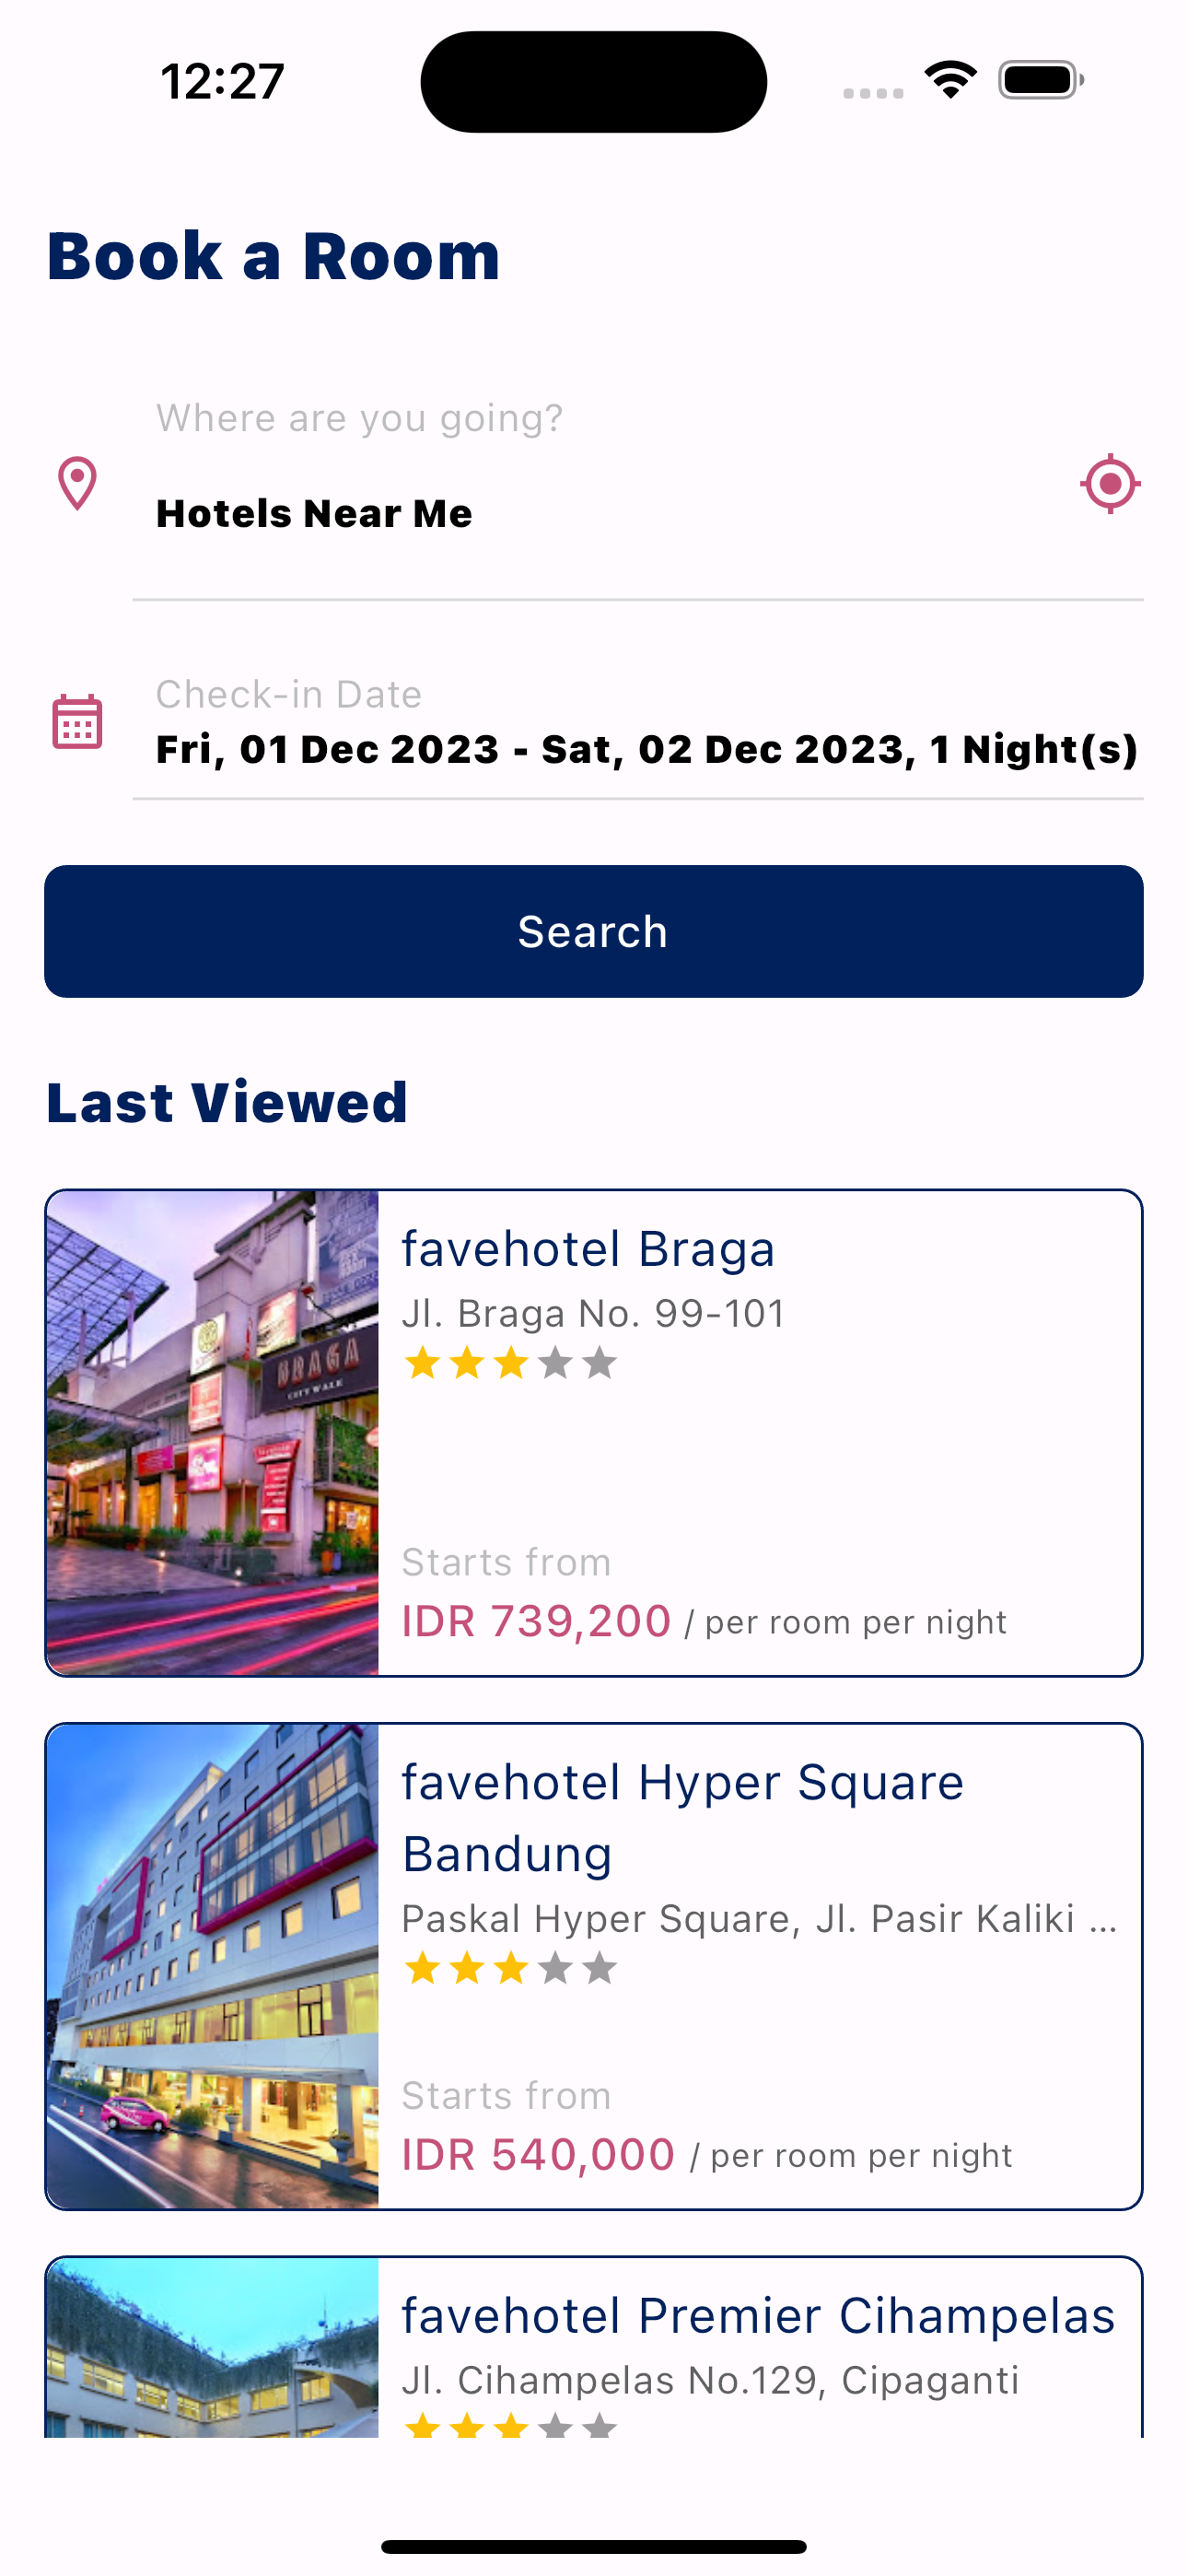 12:27
Book a Room
Where are you going?
Hotels Near Me
Check-in Date
Fri, 01 Dec 2023 - Sat, 02 Dec 2023, 1 Night(s)
Search
Last Viewed
BRAGA
CITY WALK
favehotel Braga
Jl. Braga No. 99-101
Starts from
IDR 739,200 / per room per night
favehotel Hyper Square
Bandung
Paskal Hyper Square, Jl. Pasir Kaliki ...
Starts from
IDR 540,000 / per room per night
favehotel Premier Cihampelas
Jl. Cihampelas No.129, Cipaganti